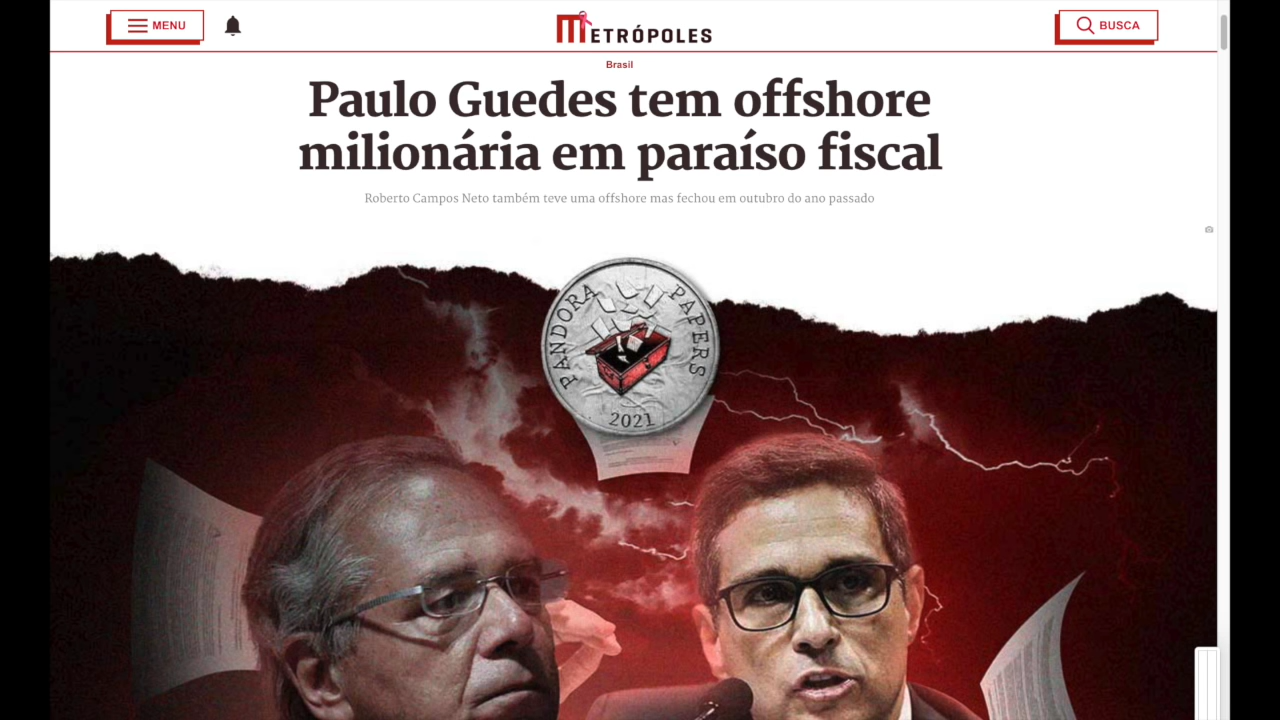 MENU
METRÓPOLES
BUSCA
Brasil
Paulo Guedes tem offshore
milionária em paraíso fiscal
Roberto Campos Neto também teve uma offshore mas fechou em outubro do ano passado
PANDORA PAPERS
2021